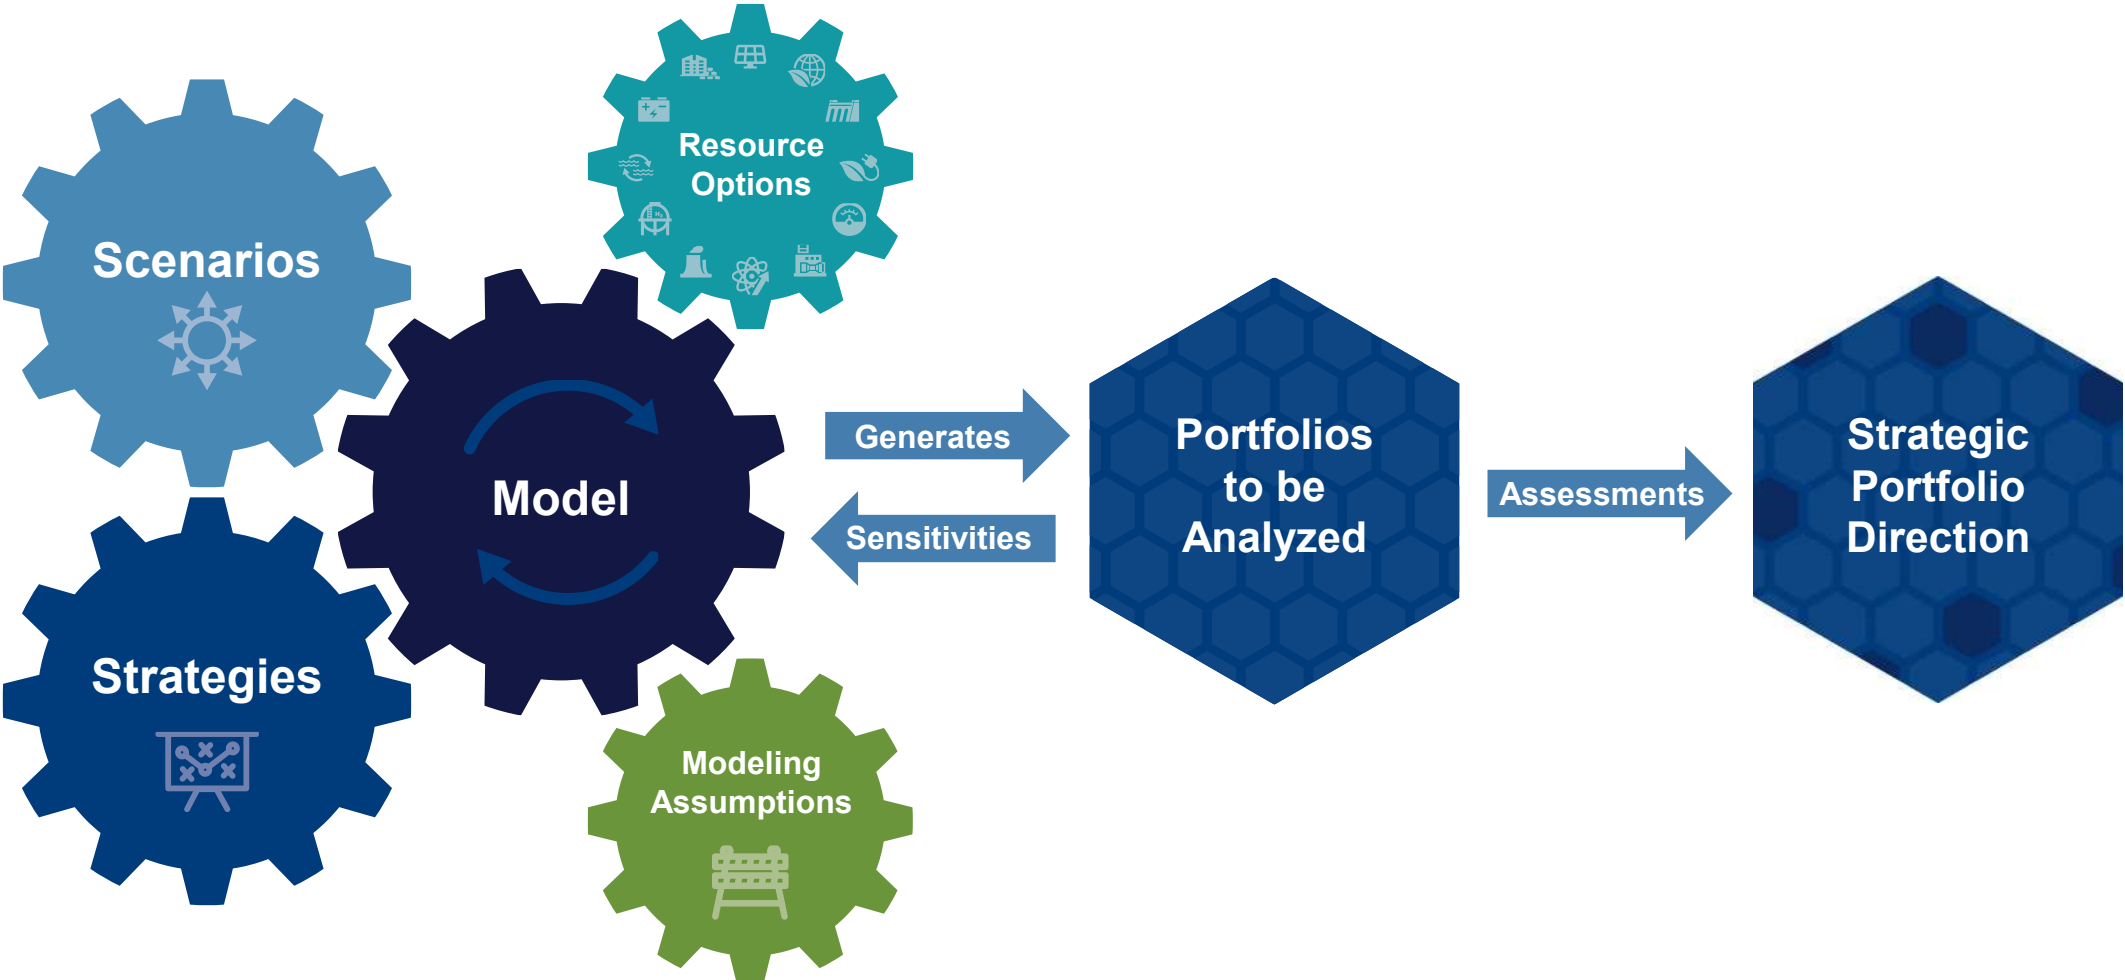 Resource
Options
Scenarios
Model
Strategies
Modeling
Assumptions
Generates
Sensitivities
Portfolios
to be
Analyzed
Assessments
Strategic
Portfolio
Direction